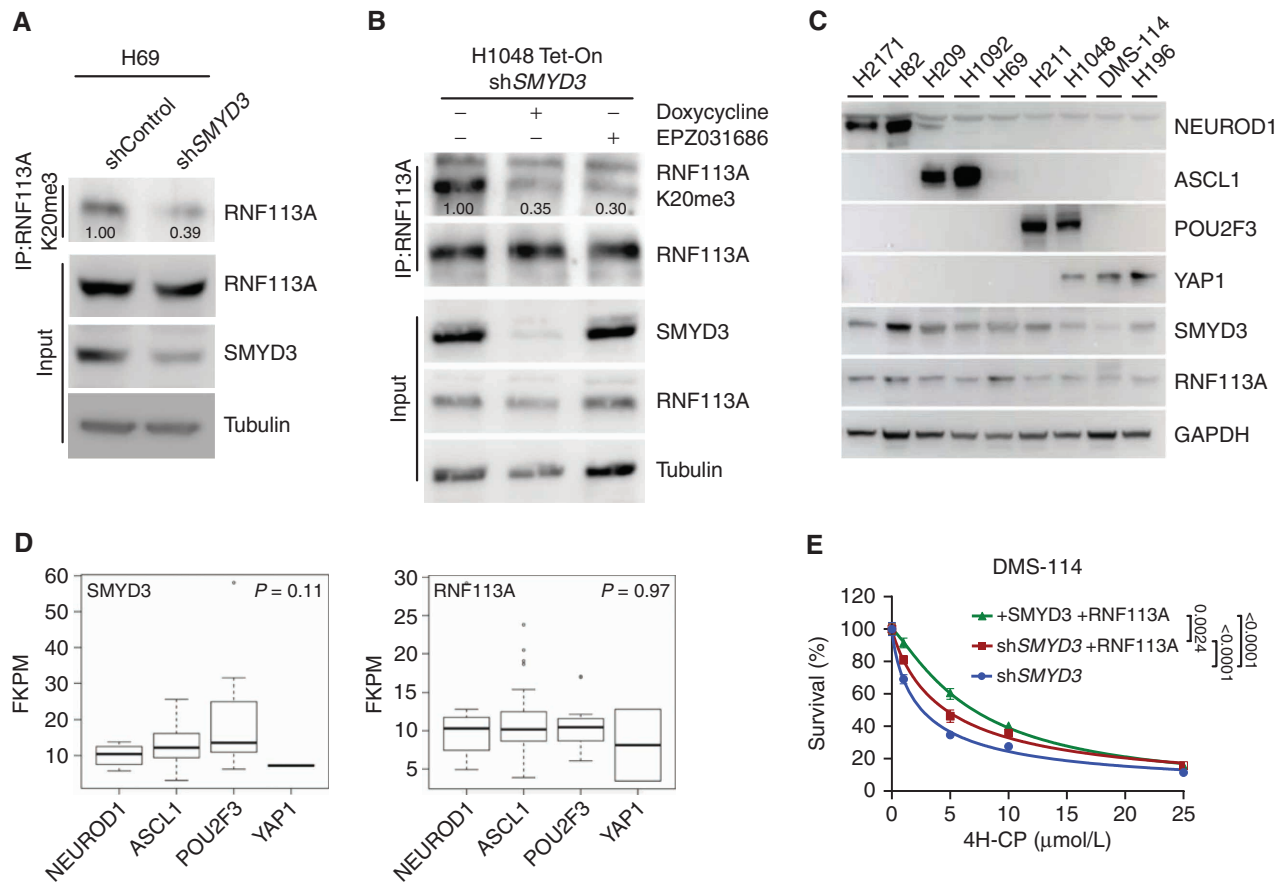 A
H69
shControl
shSMYD3
IP:RNF113A
K20me3
RNF113A
1.00 0.39
Input
RNF113A
SMYD3
Tubulin
B
H1048 Tet-On
shSMYD3
– + – Doxycycline
– – + EPZ031686
IP:RNF113A
RNF113A
K20me3
1.00 0.35 0.30
RNF113A
Input
SMYD3
RNF113A
Tubulin
C
H2171 H82 H209 H1092 H69 H211 H1048 DMS-114 H196
NEUROD1
ASCL1
POU2F3
YAP1
SMYD3
RNF113A
GAPDH
D
SMYD3 P = 0.11
FKPM
60
50
40
30
20
10
NEUROD1 ASCL1 POU2F3 YAP1
RNF113A P = 0.97
FKPM
30
25
20
15
10
5
NEUROD1 ASCL1 POU2F3 YAP1
E
DMS-114
Survival (%)
120
100
80
60
40
20
0
+SMYD3 +RNF113A
shSMYD3 +RNF113A
shSMYD3
0.0024
<0.0001
<0.0001
0 5 10 15 20 25
4H-CP (μmol/L)